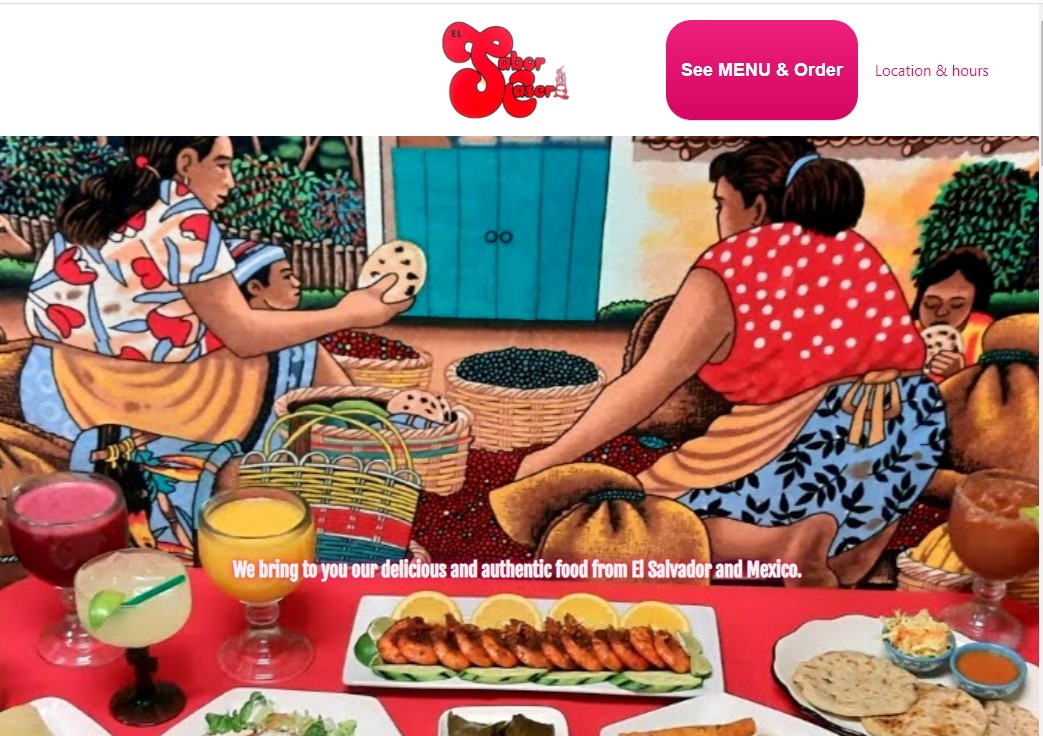 EL
Sabor
Casero
See MENU & Order
Location & hours
We bring to you our delicious and authentic food from El Salvador and Mexico.